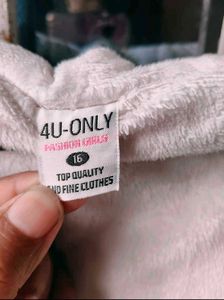 4U-ONLY
FASHION GIRLS
16
TOP QUALITY
ND FINE CLOTHES